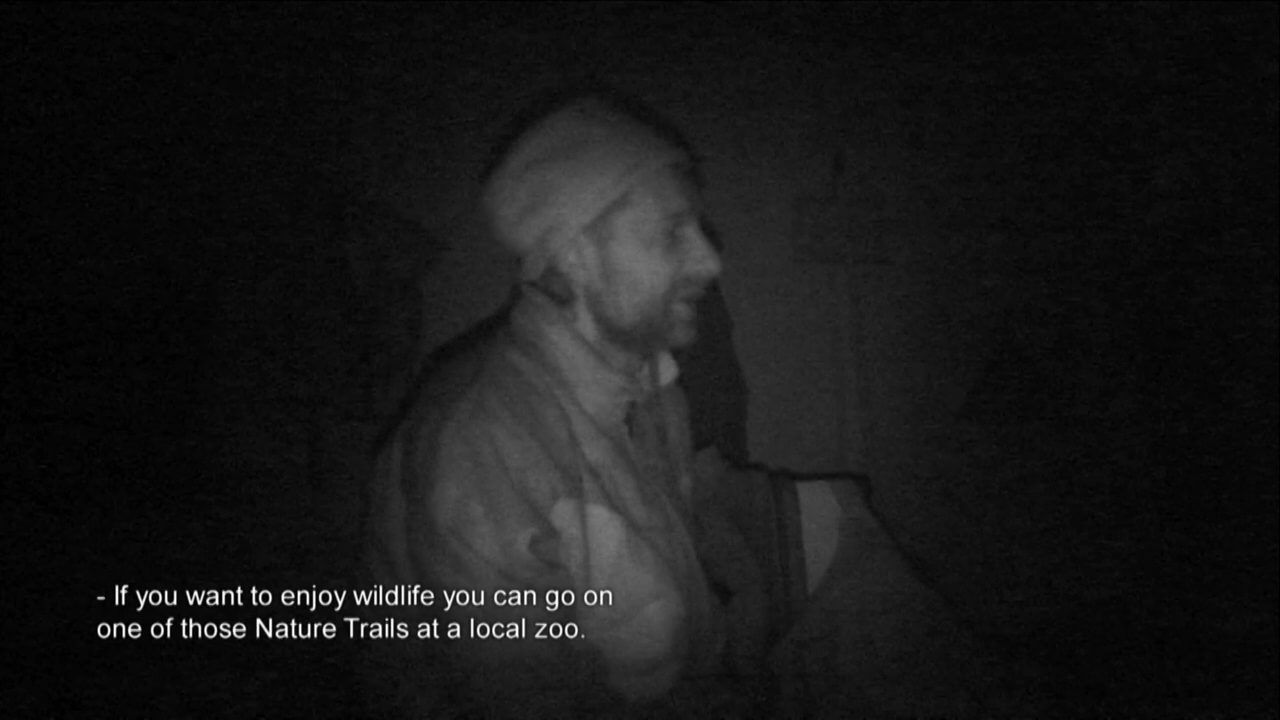 - If you want to enjoy wildlife you can go on
one of those Nature Trails at a local zoo.